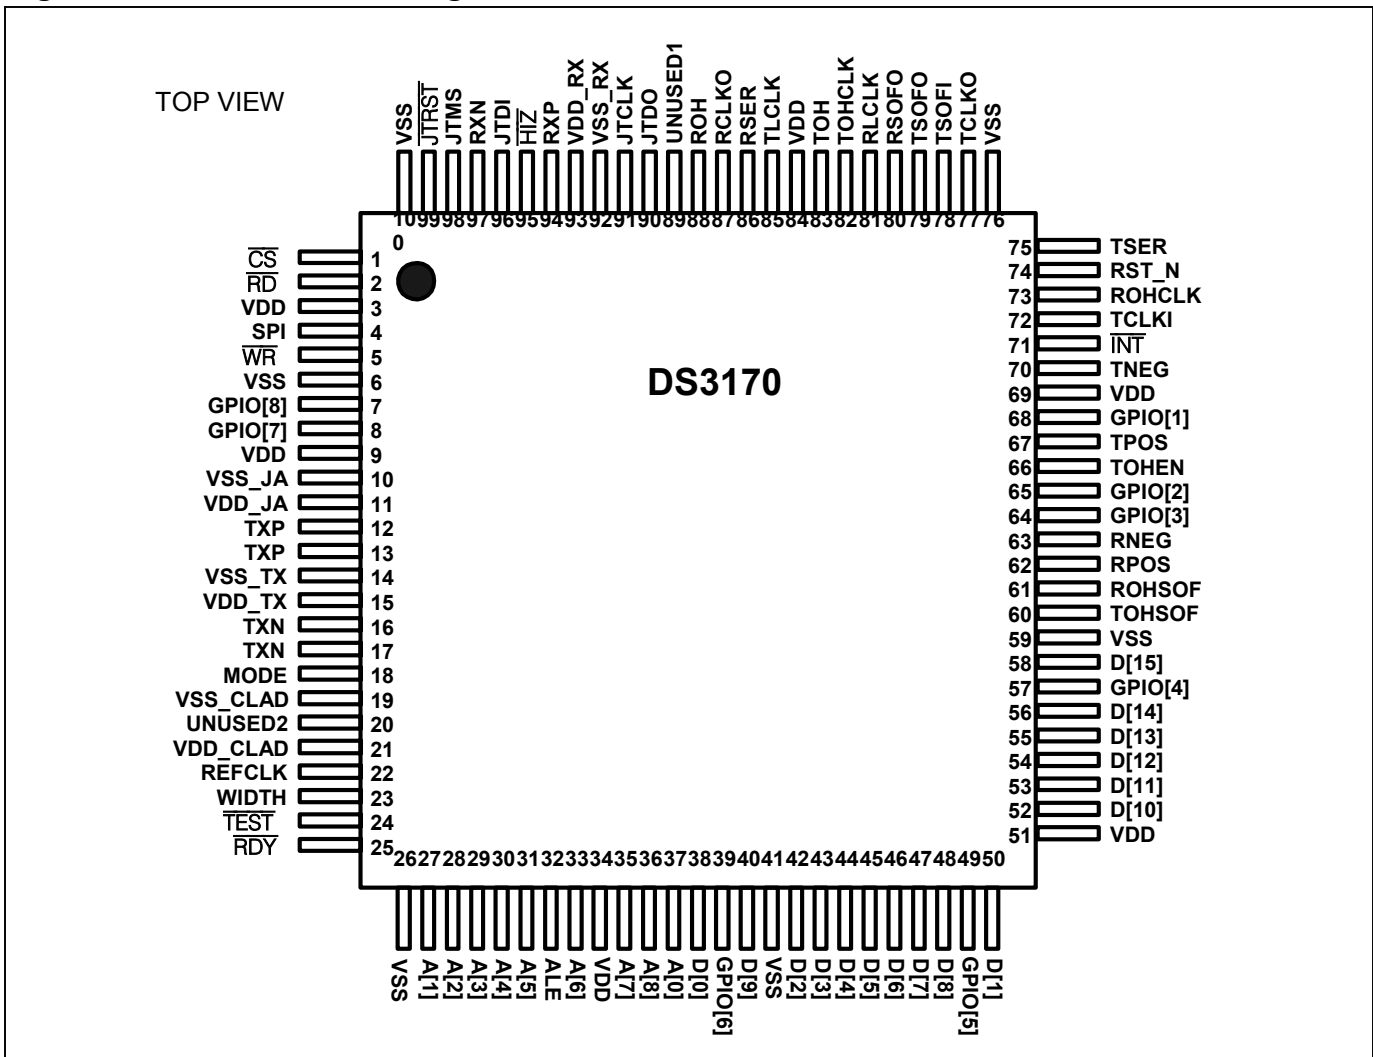 TOP VIEW
VSS
JTRST
JTMS
RXN
JTDI
HIZ
RXP
VDD_RX
VSS_RX
JTCLK
JTDO
UNUSED1
ROH
RCLKO
RSER
TLCLK
VDD
TOH
TOHCLK
RLCLK
RSOFO
TSOFO
TSOFI
TCLKO
VSS
100 99 98 97 96 95 94 93 92 91 90 89 88 87 86 85 84 83 82 81 80 79 78 77 76
CS 1
RD 2
VDD 3
SPI 4
WR 5
VSS 6
GPIO[8] 7
GPIO[7] 8
VDD 9
VSS_JA 10
VDD_JA 11
TXP 12
TXP 13
VSS_TX 14
VDD_TX 15
TXN 16
TXN 17
MODE 18
VSS_CLAD 19
UNUSED2 20
VDD_CLAD 21
REFCLK 22
WIDTH 23
TEST 24
RDY 25
DS3170
75 TSER
74 RST_N
73 ROHCLK
72 TCLKI
71 INT
70 TNEG
69 VDD
68 GPIO[1]
67 TPOS
66 TOHEN
65 GPIO[2]
64 GPIO[3]
63 RNEG
62 RPOS
61 ROHSOF
60 TOHSOF
59 VSS
58 D[15]
57 GPIO[4]
56 D[14]
55 D[13]
54 D[12]
53 D[11]
52 D[10]
51 VDD
26 27 28 29 30 31 32 33 34 35 36 37 38 39 40 41 42 43 44 45 46 47 48 49 50
VSS
A[1]
A[2]
A[3]
A[4]
A[5]
ALE
A[6]
VDD
A[7]
A[8]
A[0]
D[0]
GPIO[6]
D[9]
VSS
D[2]
D[3]
D[4]
D[5]
D[6]
D[7]
D[8]
GPIO[5]
D[1]